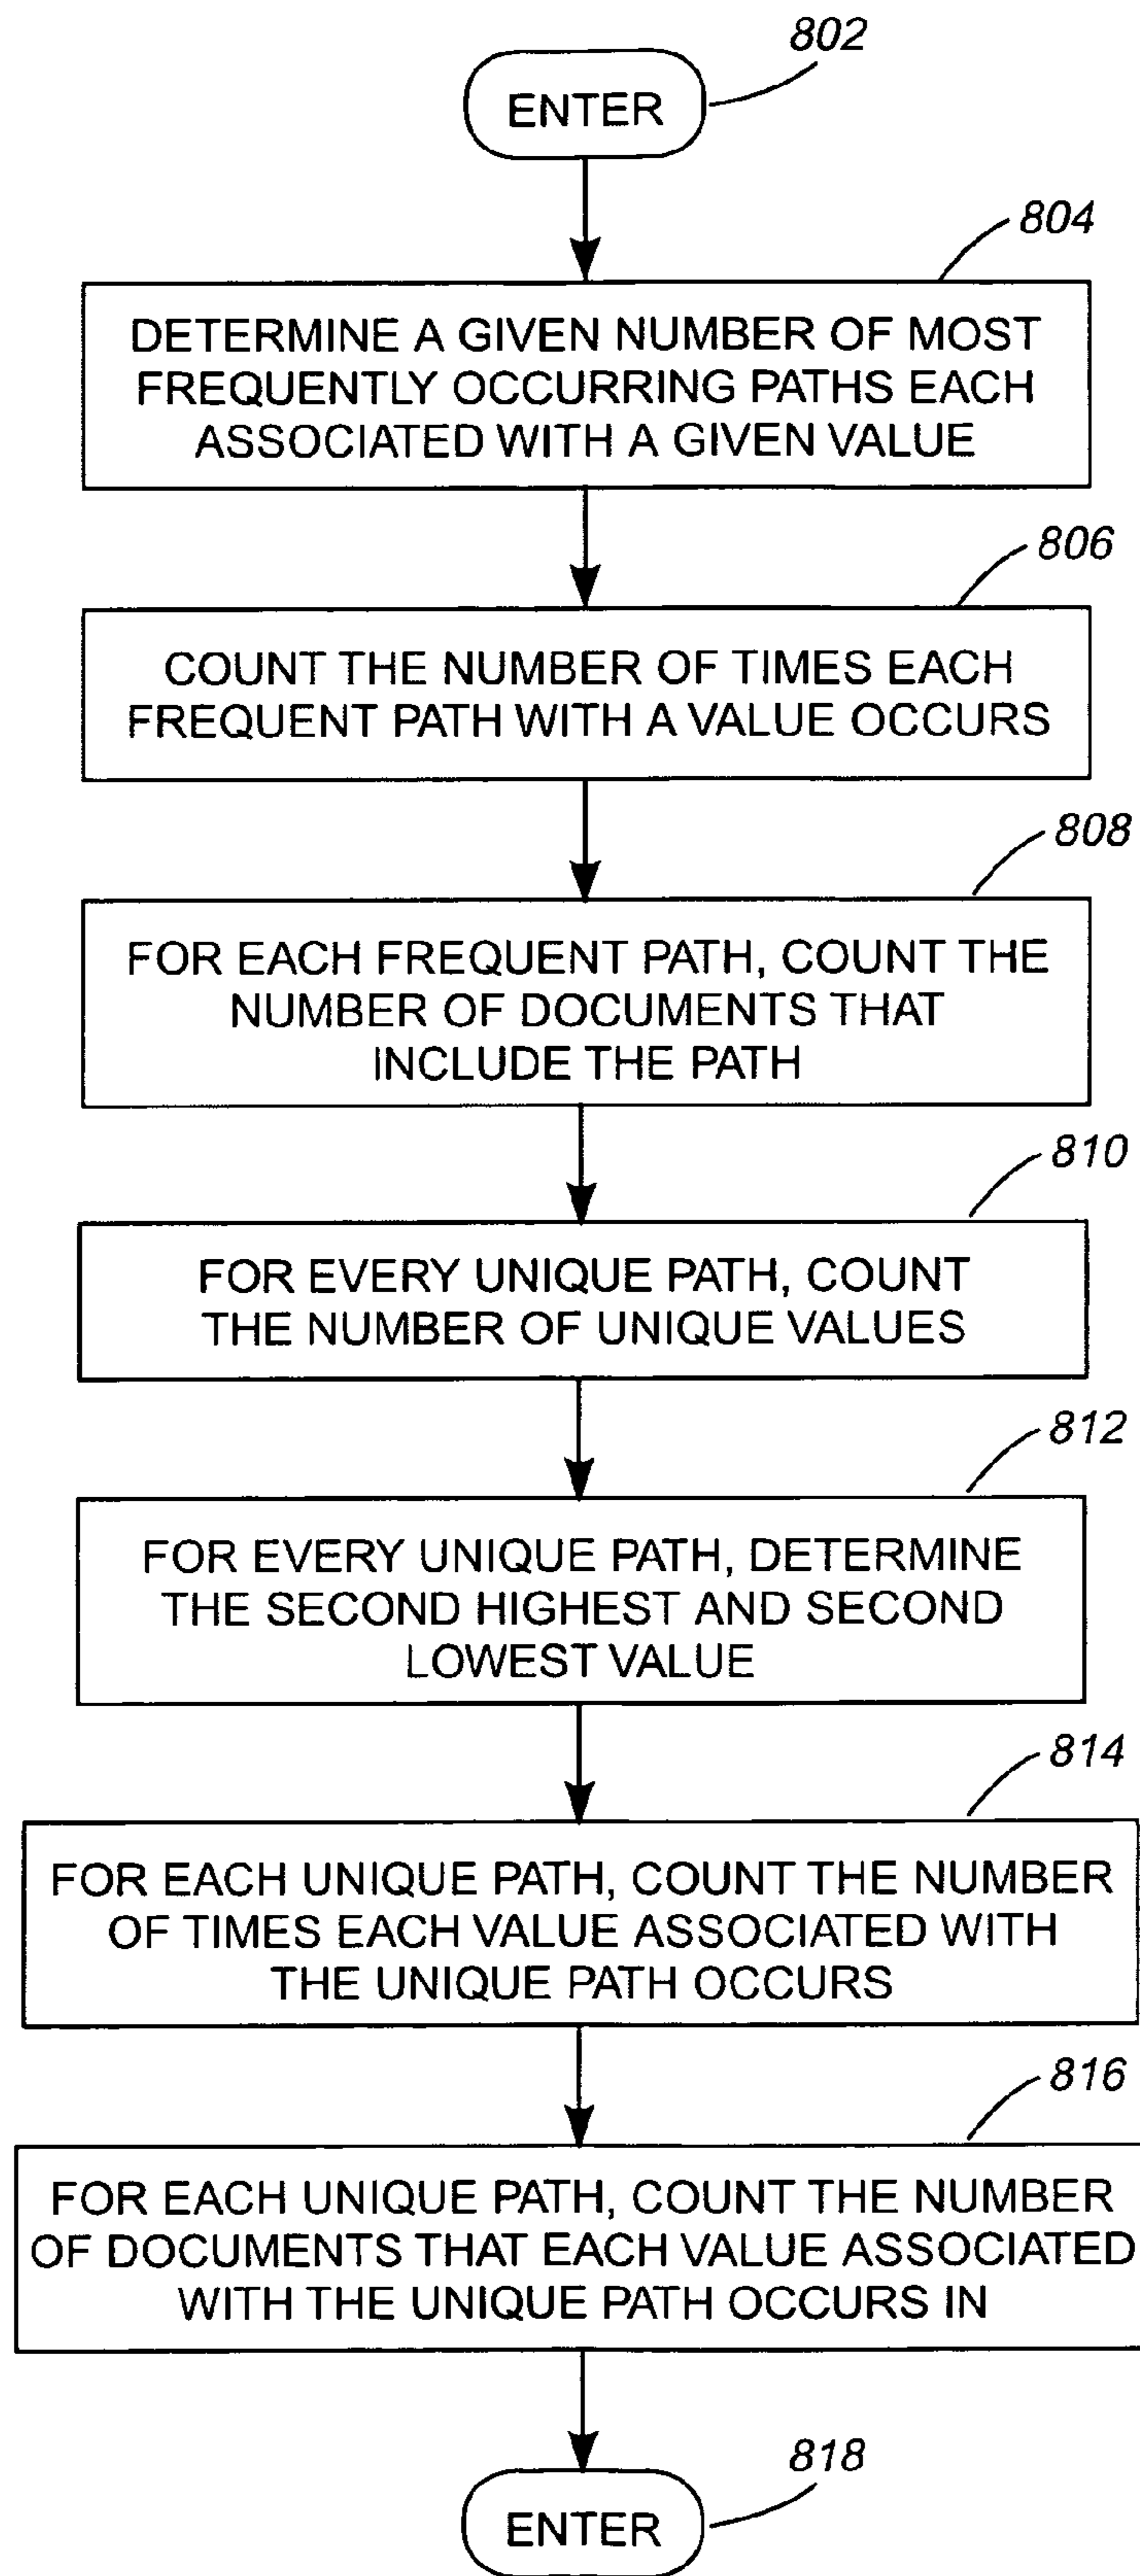 802
ENTER
804
DETERMINE A GIVEN NUMBER OF MOST
FREQUENTLY OCCURRING PATHS EACH
ASSOCIATED WITH A GIVEN VALUE
806
COUNT THE NUMBER OF TIMES EACH
FREQUENT PATH WITH A VALUE OCCURS
808
FOR EACH FREQUENT PATH, COUNT THE
NUMBER OF DOCUMENTS THAT
INCLUDE THE PATH
810
FOR EVERY UNIQUE PATH, COUNT
THE NUMBER OF UNIQUE VALUES
812
FOR EVERY UNIQUE PATH, DETERMINE
THE SECOND HIGHEST AND SECOND
LOWEST VALUE
814
FOR EACH UNIQUE PATH, COUNT THE NUMBER
OF TIMES EACH VALUE ASSOCIATED WITH
THE UNIQUE PATH OCCURS
816
FOR EACH UNIQUE PATH, COUNT THE NUMBER
OF DOCUMENTS THAT EACH VALUE ASSOCIATED
WITH THE UNIQUE PATH OCCURS IN
818
ENTER